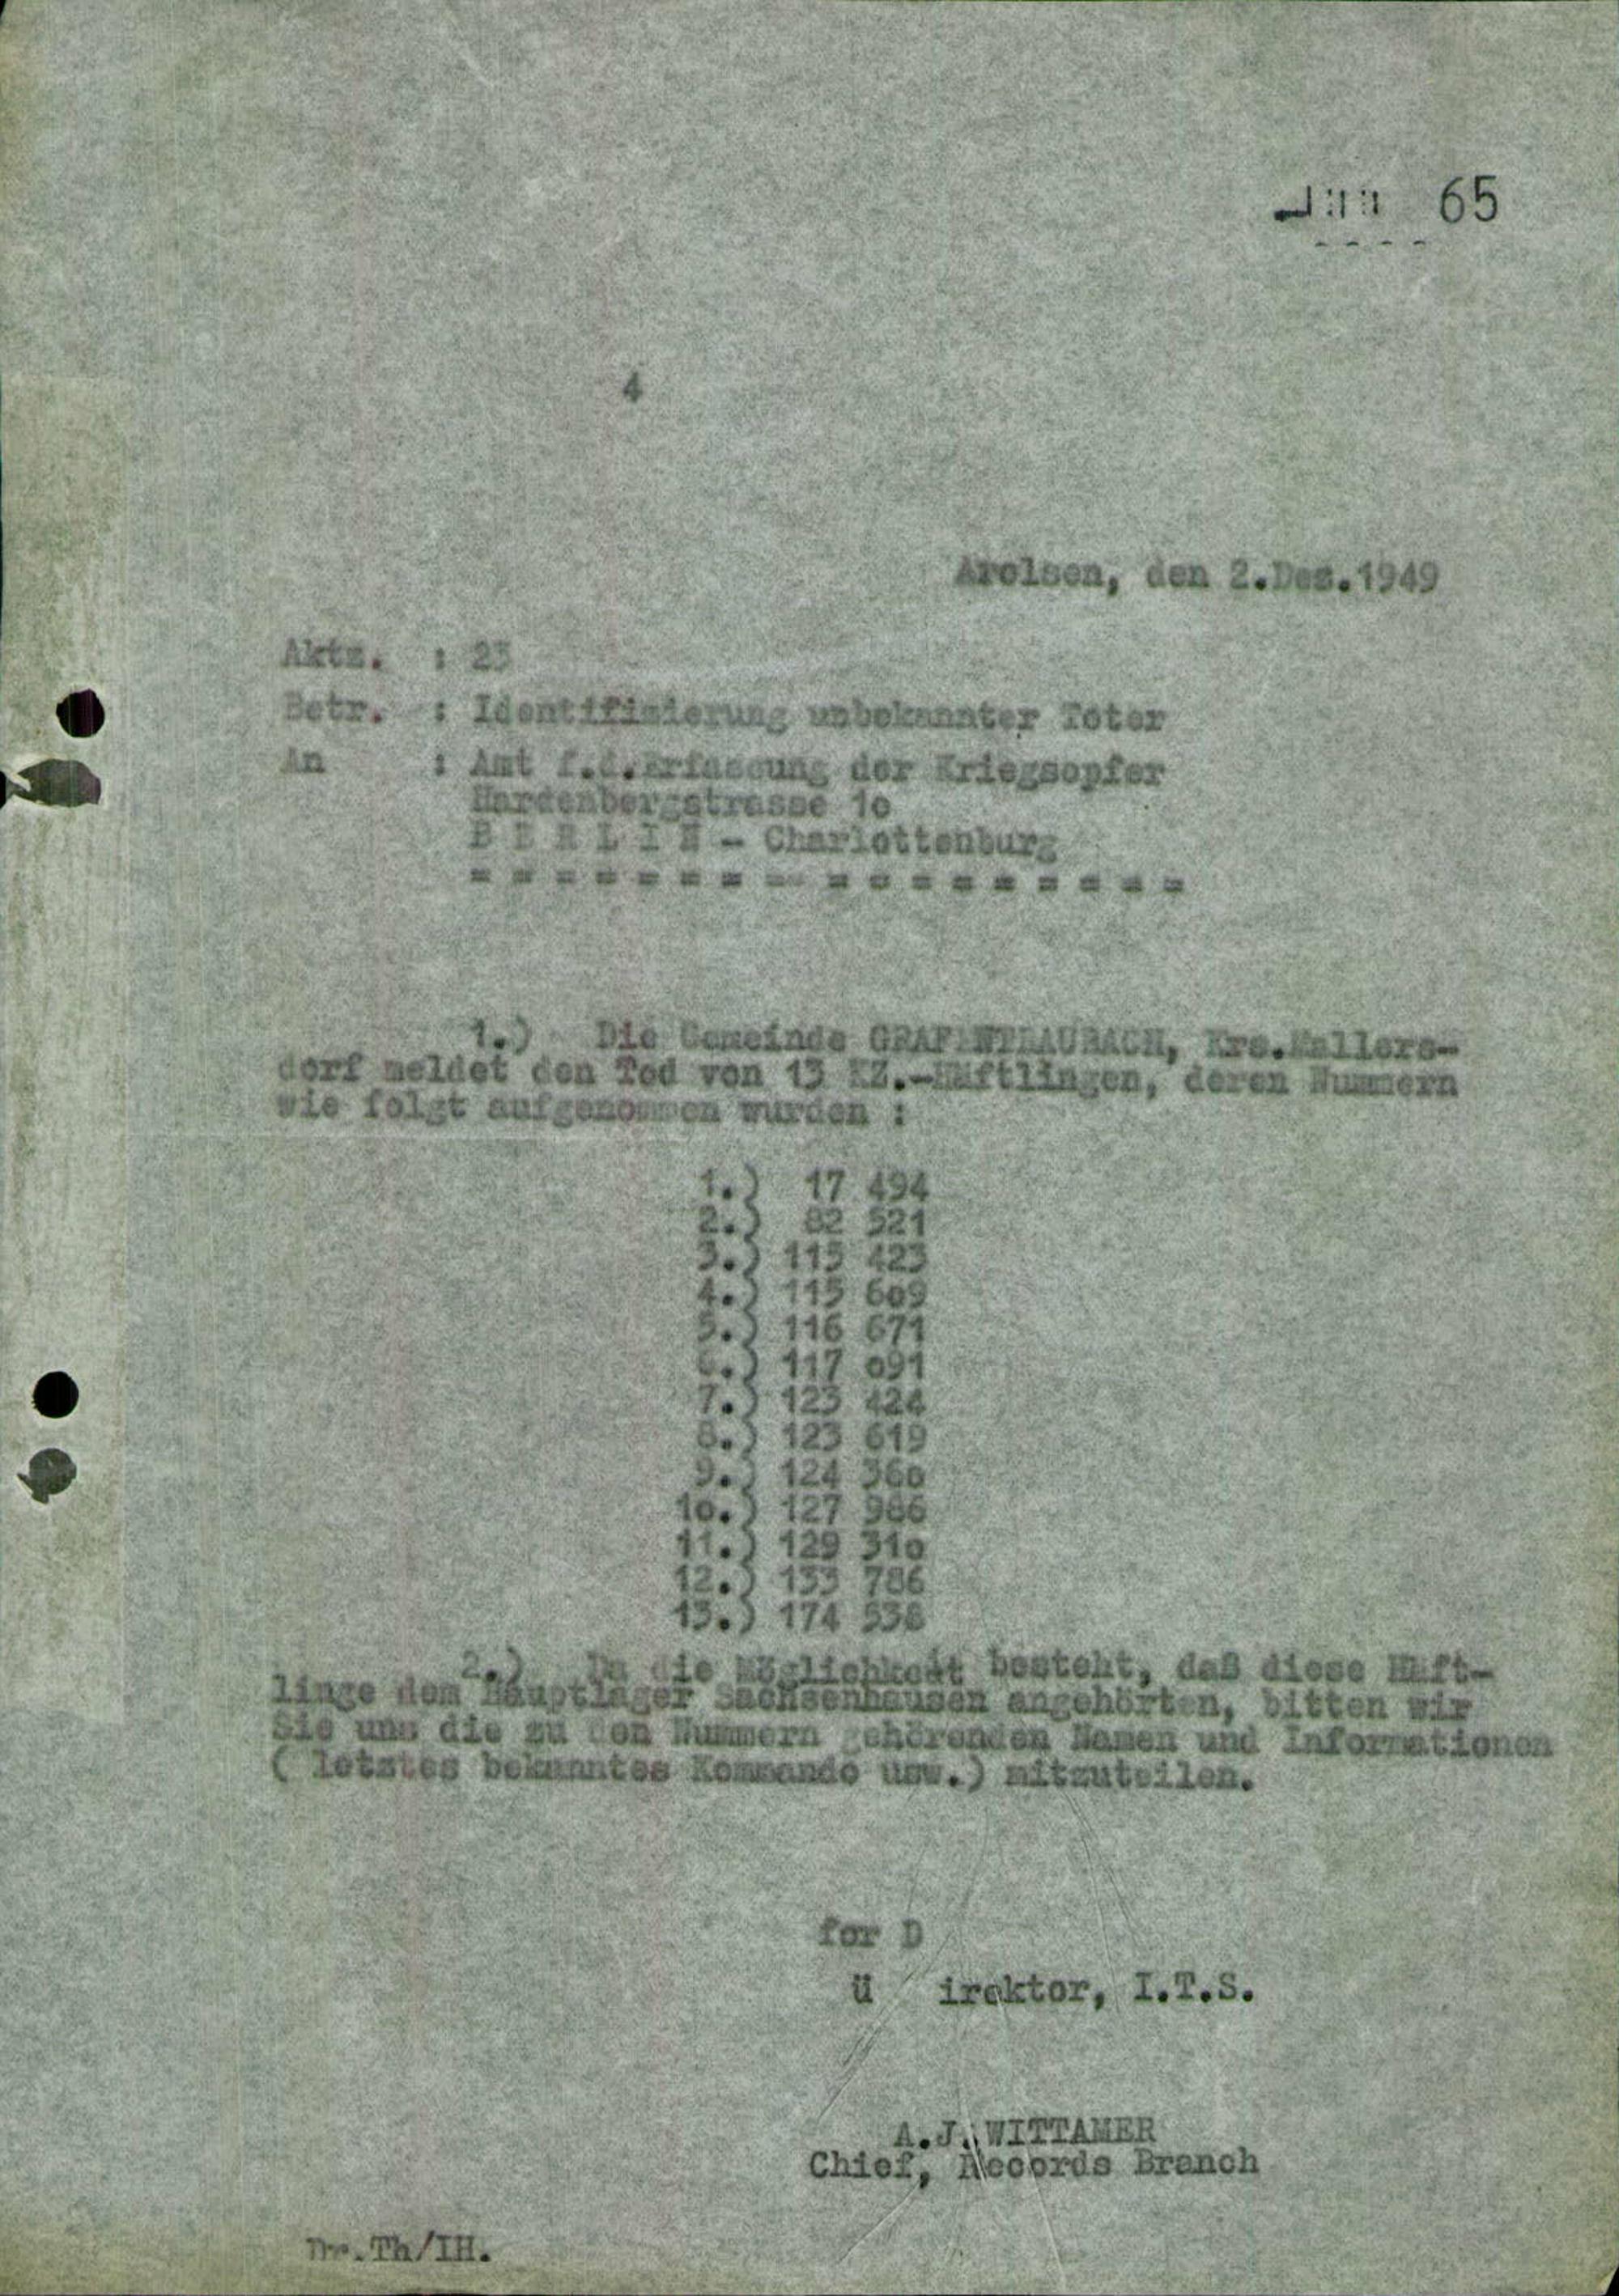 65
4
Arolsen, den 2.Dez.1949
Aktz. : 23
Betr. : Identifizierung unbekannter Toter
An : Amt f.d.Erfassung der Kriegsopfer
Hardenbergstrasse 1o
B E R L I N - Charlottenburg
= = = = = = = = = = = = = = = = =
1.) Die Gemeinde GRAFENTRAUBACH, Krs.Mallers-
dorf meldet den Tod von 13 KZ.-Häftlingen, deren Nummern
wie folgt aufgenommen wurden :
1.) 17 494
2.) 82 521
3.) 115 423
4.) 115 6o9
5.) 116 671
6.) 117 o91
7.) 123 424
8.) 123 619
9.) 124 36o
1o.) 127 986
11.) 129 31o
12.) 133 786
13.) 174 538
2.) Da die Möglichkeit besteht, daß diese Häft-
linge dem Hauptlager Sachsenhausen angehörten, bitten wir
Sie uns die zu den Nummern gehörenden Namen und Informationen
( letztes bekanntes Kommando usw.) mitzuteilen.
for D
ü irektor, I.T.S.
A.J.WITTAMER
Chief, Records Branch
Dr.Th/IH.